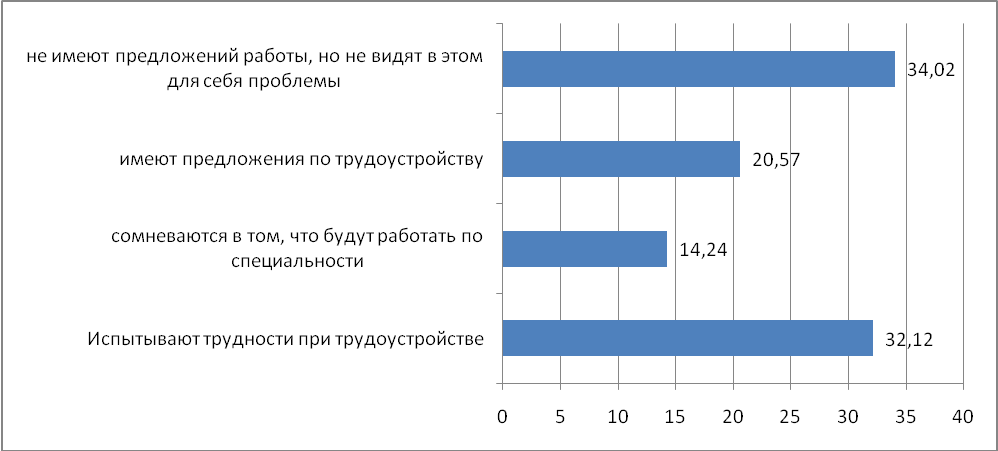 не имеют предложений работы, но не видят в этом
для себя проблемы
34,02
имеют предложения по трудоустройству
20,57
сомневаются в том, что будут работать по
специальности
14,24
Испытывают трудности при трудоустройстве
32,12
0 5 10 15 20 25 30 35 40